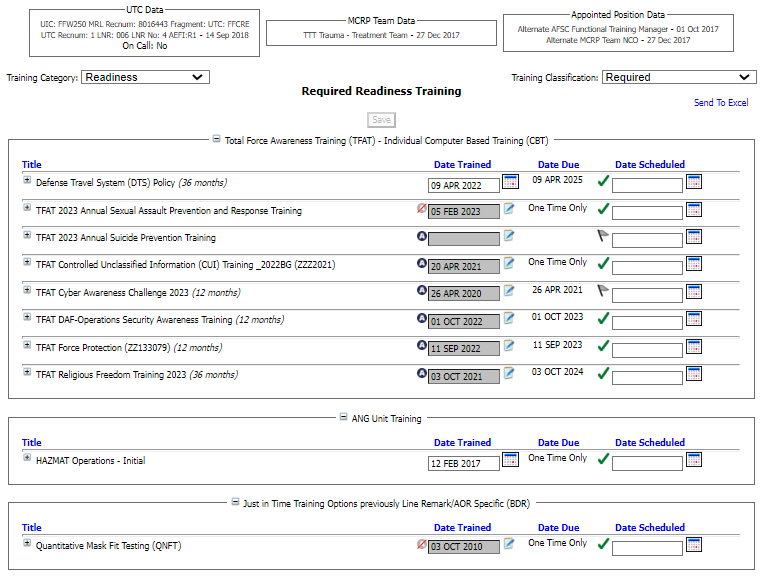 UTC Data
UIC: FFW2S0 MRL Recnum: 8016443 Fragment: UTC: FFCRE
UTC Recnum: 1 LNR: 006 LNR No: 4 AEFI:R1 - 14 Sep 2018
On Call: No
MCRP Team Data
TTT Trauma - Treatment Team - 27 Dec 2017
Appointed Position Data
Alternate AFSC Functional Training Manager - 01 Oct 2017
Alternate MCRP Team NCO - 27 Dec 2017
Training Category: Readiness
Training Classification: Required
Required Readiness Training
Send To Excel
Save
Total Force Awareness Training (TFAT) - Individual Computer Based Training (CBT)
Title Date Trained Date Due Date Scheduled
Defense Travel System (DTS) Policy (36 months) 09 APR 2022 09 APR 2025
TFAT 2023 Annual Sexual Assault Prevention and Response Training 05 FEB 2023 One Time Only
TFAT 2023 Annual Suicide Prevention Training A
TFAT Controlled Unclassified Information (CUI) Training _2022BG (ZZZ2021) A 20 APR 2021 One Time Only
TFAT Cyber Awareness Challenge 2023 (12 months) A 26 APR 2020 26 APR 2021
TFAT DAF-Operations Security Awareness Training (12 months) A 01 OCT 2022 01 OCT 2023
TFAT Force Protection (ZZ133079) (12 months) A 11 SEP 2022 11 SEP 2023
TFAT Religious Freedom Training 2023 (36 months) A 03 OCT 2021 03 OCT 2024
ANG Unit Training
Title Date Trained Date Due Date Scheduled
HAZMAT Operations - Initial 12 FEB 2017 One Time Only
Just in Time Training Options previously Line Remark/AOR Specific (BDR)
Title Date Trained Date Due Date Scheduled
Quantitative Mask Fit Testing (QNFT) 03 OCT 2010 One Time Only